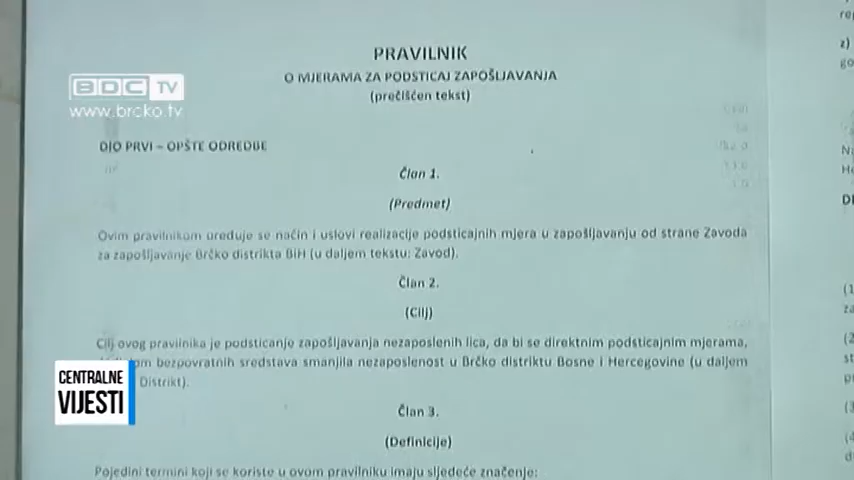 PRAVILNIK
O MJERAMA ZA PODSTICAJ ZAPOŠLJAVANJA
(prečišćen tekst)
BDC TV
www.brcko.tv
DIO PRVI – OPŠTE ODREDBE
Član 1.
(Predmet)
Ovim pravilnikom uređuje se način i uslovi realizacije podsticajnih mjera u zapošljavanju od strane Zavoda
za zapošljavanje Brčko distrikta BiH (u daljem tekstu: Zavod).
Član 2.
(Cilj)
Cilj ovog pravilnika je podsticanje zapošljavanja nezaposlenih lica, da bi se direktnim podsticajnim mjerama,
bezpovratnih sredstava smanjila nezaposlenost u Brčko distriktu Bosne i Hercegovine (u daljem
Distrikt).
CENTRALNE
VIJESTI
Član 3.
(Definicije)
Pojedini termini koji se koriste u ovom pravilniku imaju sljedeće značenje: